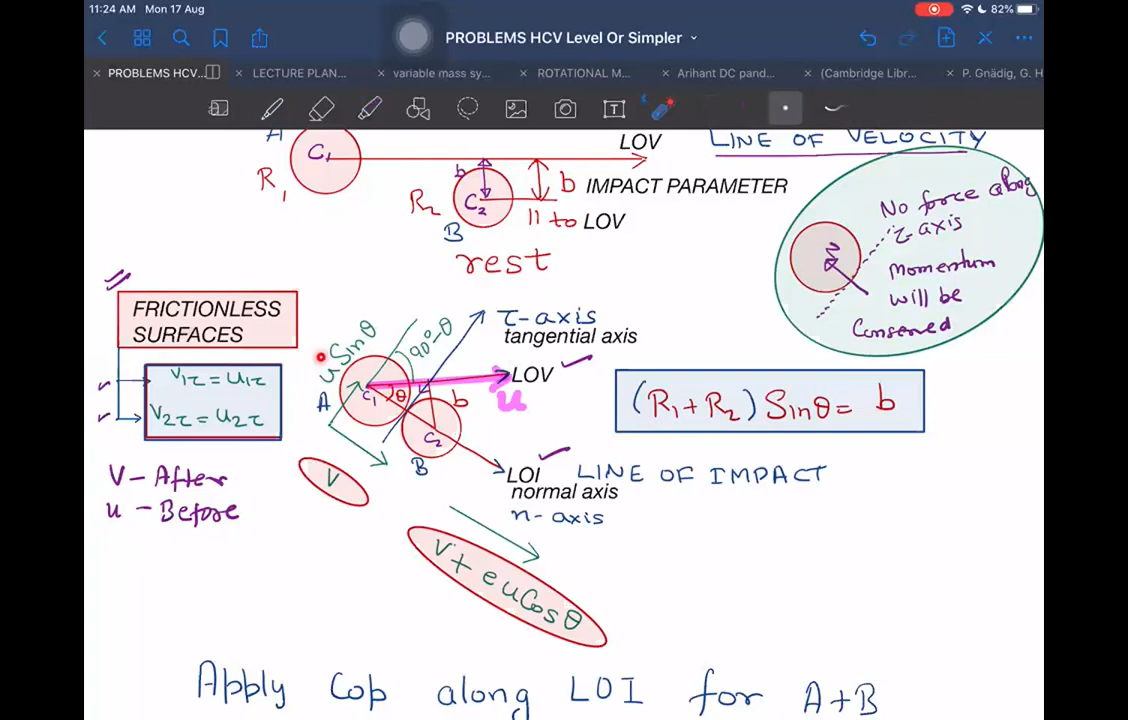 11:24 AM Mon 17 Aug
82%
PROBLEMS HCV Level Or Simpler
PROBLEMS HCV...
LECTURE PLAN...
variable mass sy...
ROTATIONAL M...
Arihant DC pand...
(Cambridge Libr...
P. Gnädig, G. H
A
C₁
R₁
LOV
LINE OF VELOCITY
b
b IMPACT PARAMETER
R₂
C₂
B
11 to LOV
rest
No force along
τ-axis
momentum
will be
Conserved
FRICTIONLESS
SURFACES
v₁τ = u₁τ
v₂τ = u₂τ
V - After
u - Before
u Sinθ
90°-θ
τ-axis
tangential axis
LOV
u
A
C₁
θ
b
C₂
B
LOI LINE OF IMPACT
normal axis
n-axis
(R₁+R₂) Sinθ = b
V
V + e u Cosθ
Apply COP along LOI for A+B